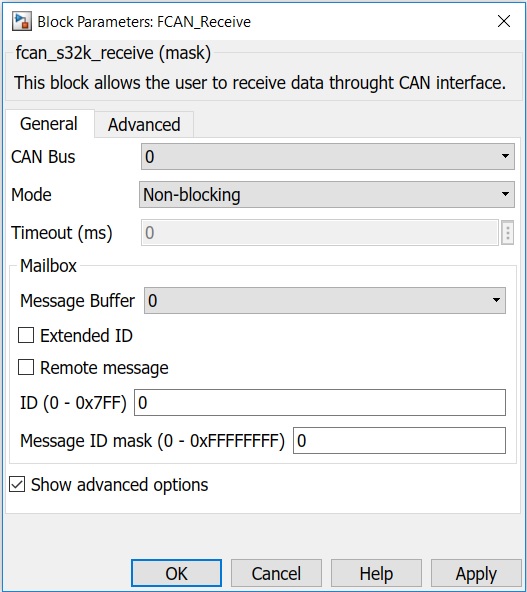 Block Parameters: FCAN_Receive
fcan_s32k_receive (mask)
This block allows the user to receive data throught CAN interface.
General Advanced
CAN Bus 0
Mode Non-blocking
Timeout (ms) 0
Mailbox
Message Buffer 0
Extended ID
Remote message
ID (0 - 0x7FF) 0
Message ID mask (0 - 0xFFFFFFFF) 0
Show advanced options
OK Cancel Help Apply